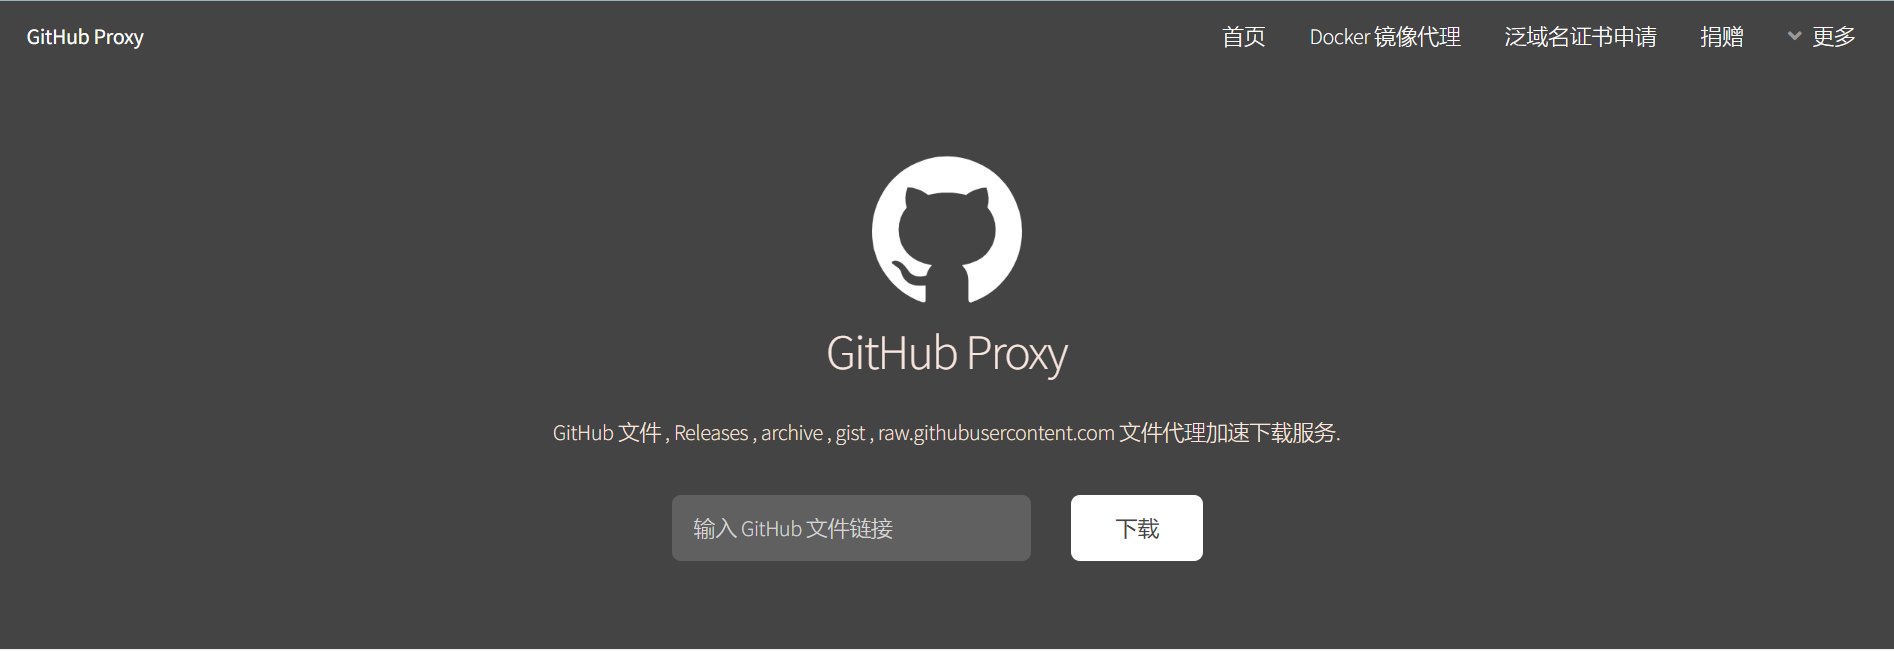 GitHub Proxy
首页 Docker 镜像代理 泛域名证书申请 捐赠 更多
GitHub Proxy
GitHub 文件 , Releases , archive , gist , raw.githubusercontent.com 文件代理加速下载服务.
输入 GitHub 文件链接 下载